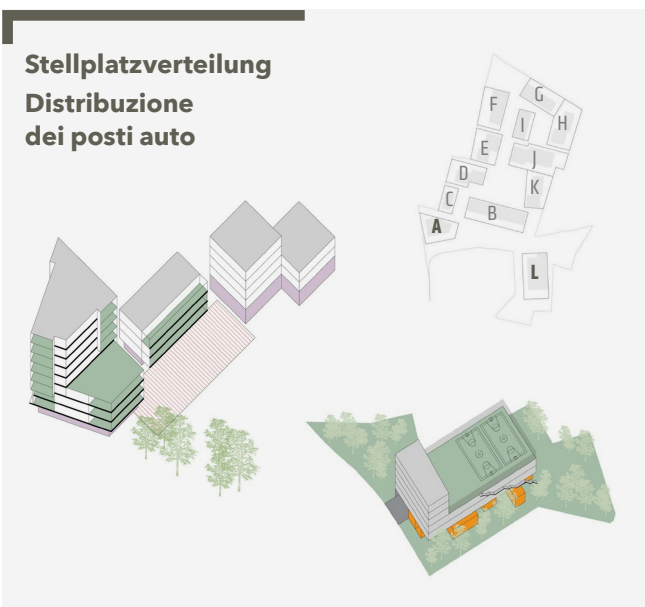 Stellplatzverteilung
Distribuzione
dei posti auto
G
F
H
I
E
J
D
K
C
B
A
L